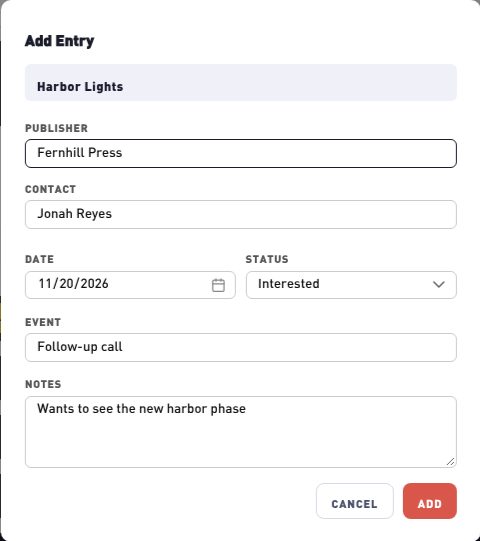 Add Entry
Harbor Lights
PUBLISHER
Fernhill Press
CONTACT
Jonah Reyes
DATE
STATUS
11/20/2026
Interested
EVENT
Follow-up call
NOTES
Wants to see the new harbor phase
CANCEL
ADD